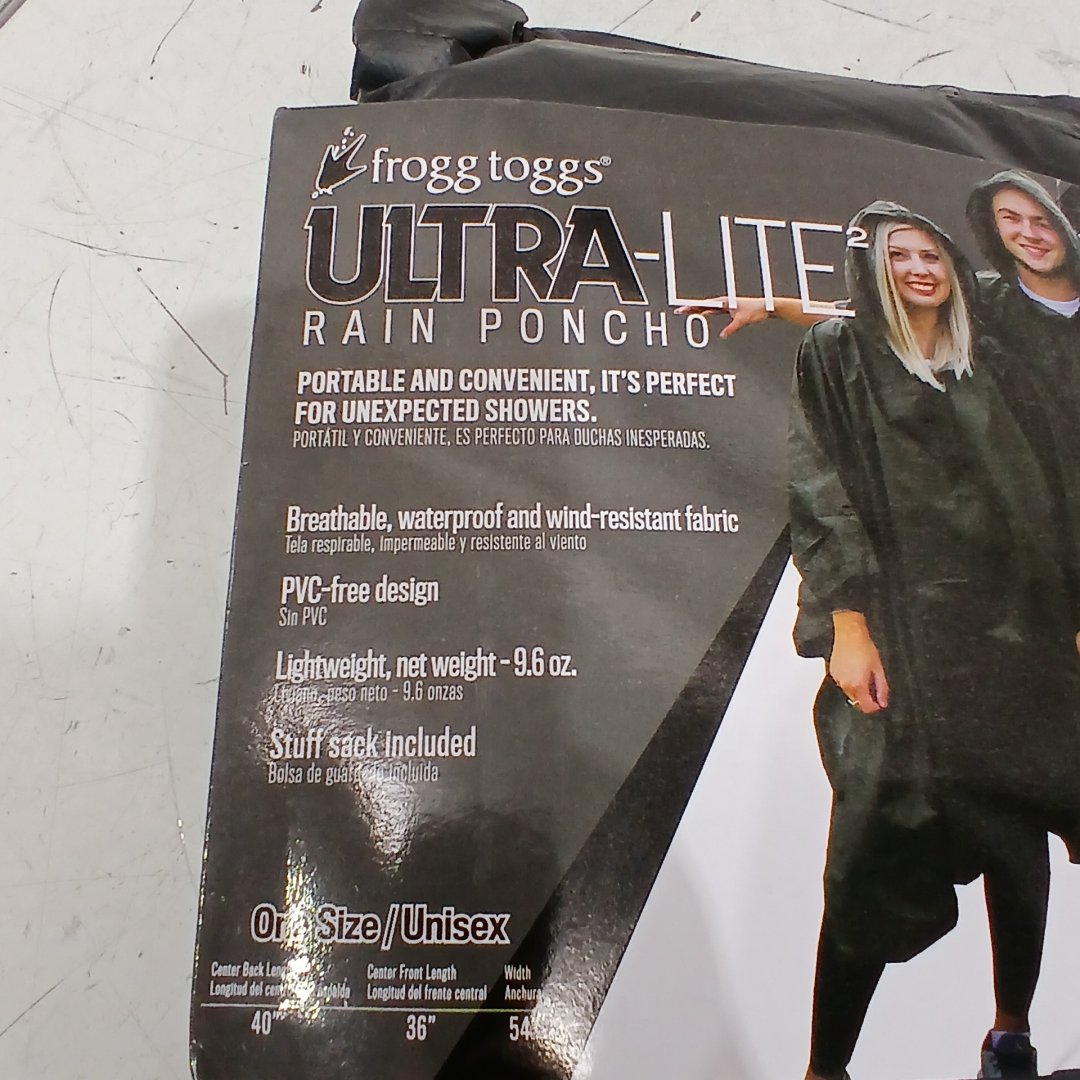 frogg toggs®
ULTRA-LITE²
RAIN PONCHO
PORTABLE AND CONVENIENT, IT'S PERFECT
FOR UNEXPECTED SHOWERS.
PORTÁTIL Y CONVENIENTE, ES PERFECTO PARA DUCHAS INESPERADAS.
Breathable, waterproof and wind-resistant fabric
Tela respirable, impermeable y resistente al viento
PVC-free design
Sin PVC
Lightweight, net weight - 9.6 oz.
peso neto - 9.6 onzas
Stuff sack included
Bolsa de incluida
Size / Unisex
Center Back Center Front Length Width
Longitud del Longitud del frente central Anchura
40" 36" 54